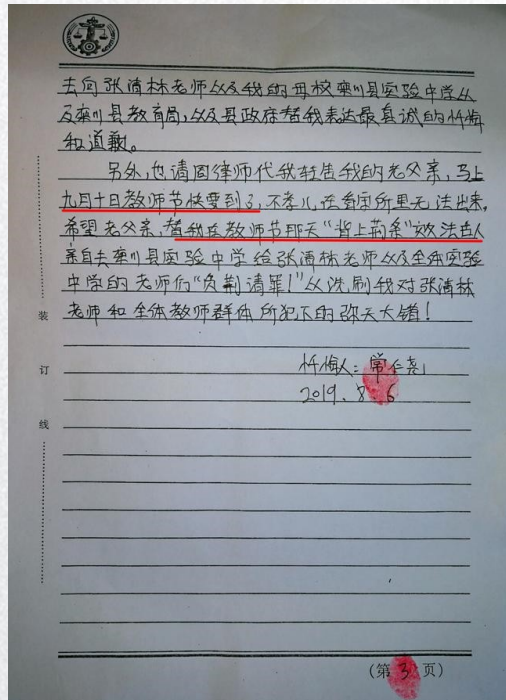 去向张清林老师以及我的母校栾川县实验中学以
及栾川县教育局,以及县政府替我表达最真诚的忏悔
和道歉。
另外,也请图律师代我转告我的老父亲,马上
九月十日教师节快要到了,不孝儿在看守所里无法出来,
希望老父亲,替我在教师节那天“背上荆条”效法古人
亲自去栾川县实验中学给张清林老师以及全体实验
中学的老师们“负荆请罪!”以洗刷我对张清林
老师和全体教师群体所犯下的弥天大错!
忏悔人:常仁尧
2019.8.6
装
订
线
(第3页)